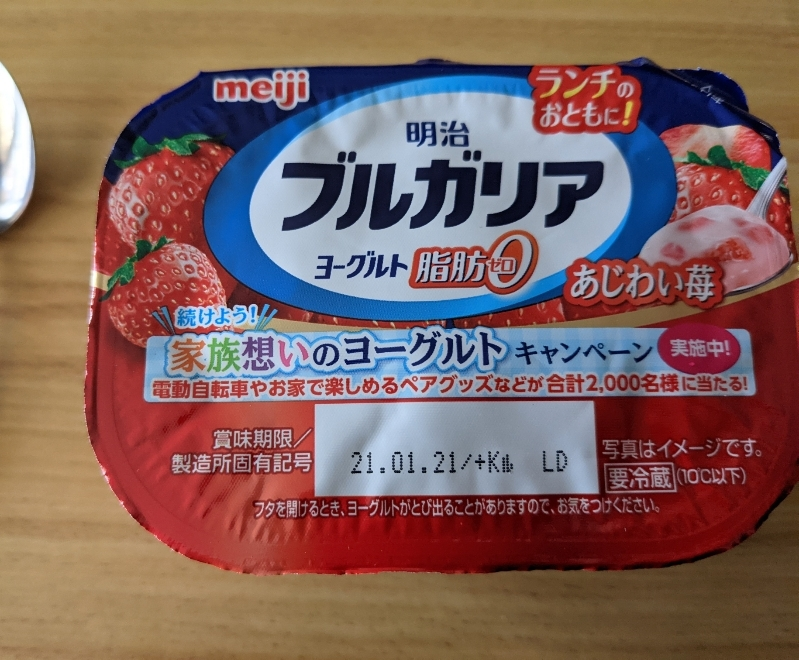 meiji
ランチの
おともに!
明治
ブルガリア
ヨーグルト 脂肪ゼロ0
あじわい苺
続けよう!
家族想いのヨーグルト キャンペーン 実施中!
電動自転車やお家で楽しめるペアグッズなどが 合計2,000名様に当たる!
賞味期限/
製造所固有記号
21.01.21/+K㎶ LD
写真はイメージです。
要冷蔵 (10℃以下)
フタを開けるとき、ヨーグルトがとび出ることがありますので、お気をつけください。